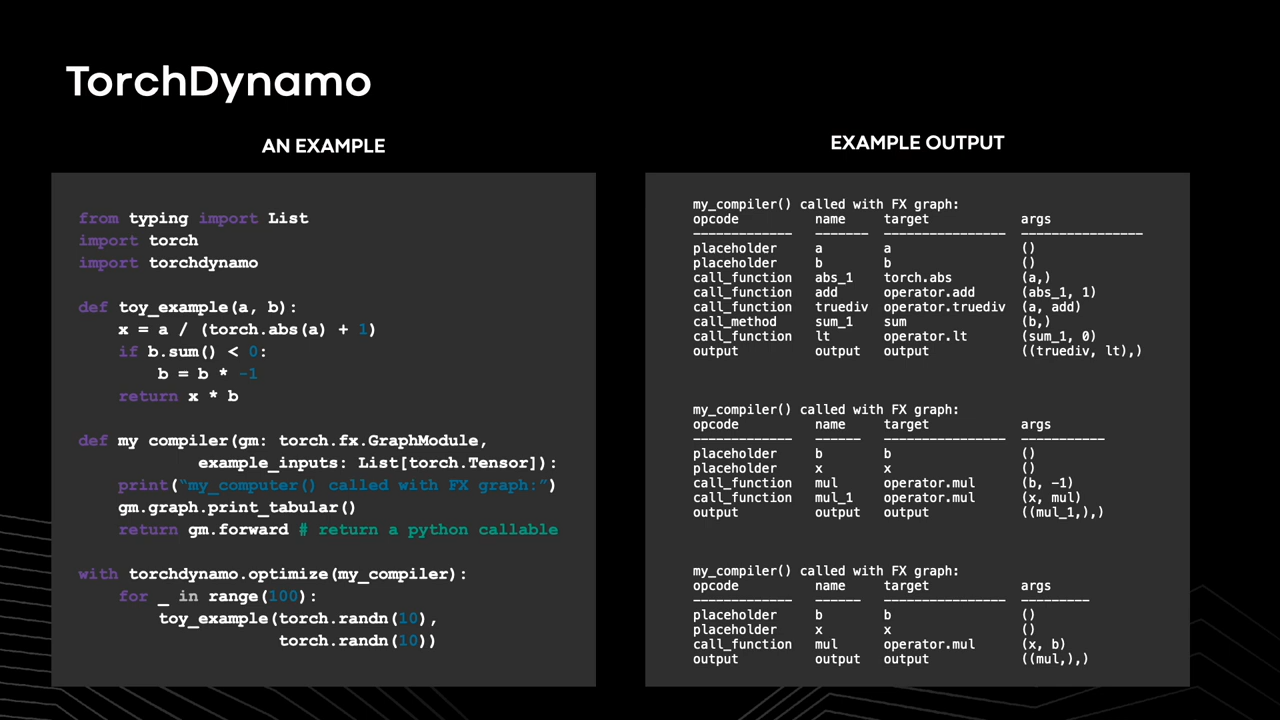 TorchDynamo
AN EXAMPLE
from typing import List
import torch
import torchdynamo
def toy_example(a, b):
    x = a / (torch.abs(a) + 1)
    if b.sum() < 0:
        b = b * -1
    return x * b
def my compiler(gm: torch.fx.GraphModule,
            example_inputs: List[torch.Tensor]):
    print(“my_computer() called with FX graph:”)
    gm.graph.print_tabular()
    return gm.forward # return a python callable
with torchdynamo.optimize(my_compiler):
    for _ in range(100):
        toy_example(torch.randn(10),
                    torch.randn(10))
EXAMPLE OUTPUT
my_compiler() called with FX graph:
opcode         name     target            args
-------------  -------  ----------------  ----------------
placeholder    a        a                 ()
placeholder    b        b                 ()
call_function  abs_1    torch.abs         (a,)
call_function  add      operator.add      (abs_1, 1)
call_function  truediv  operator.truediv  (a, add)
call_method    sum_1    sum               (b,)
call_function  lt       operator.lt       (sum_1, 0)
output         output   output            ((truediv, lt),)
my_compiler() called with FX graph:
opcode         name    target            args
-------------  ------  ----------------  -----------
placeholder    b       b                 ()
placeholder    x       x                 ()
call_function  mul     operator.mul      (b, -1)
call_function  mul_1   operator.mul      (x, mul)
output         output  output            ((mul_1,),)
my_compiler() called with FX graph:
opcode         name    target            args
-------------  ------  ----------------  ---------
placeholder    b       b                 ()
placeholder    x       x                 ()
call_function  mul     operator.mul      (x, b)
output         output  output            ((mul,),)